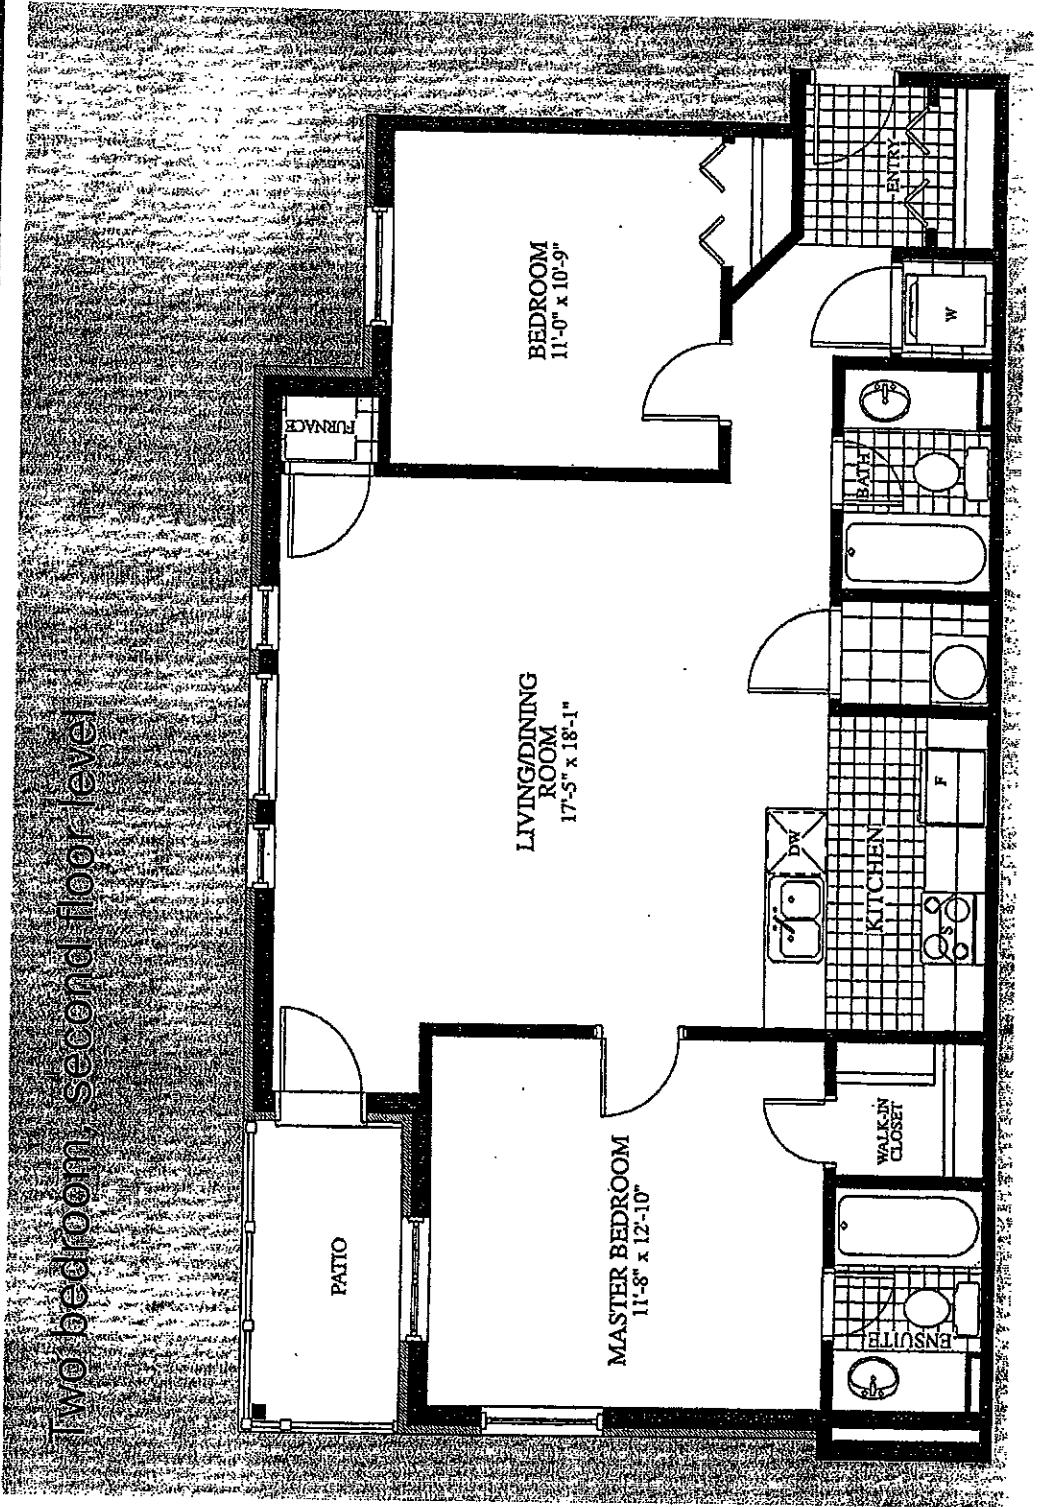 Two bedroom, second floor level
PATIO
MASTER BEDROOM
11'-8" x 12'-10"
WALK-IN
CLOSET
ENSUITE
LIVING/DINING
ROOM
17'-5" x 18'-1"
KITCHEN
DW
S
F
FURNACE
BEDROOM
11'-0" x 10'-9"
BATH
W
ENTRY